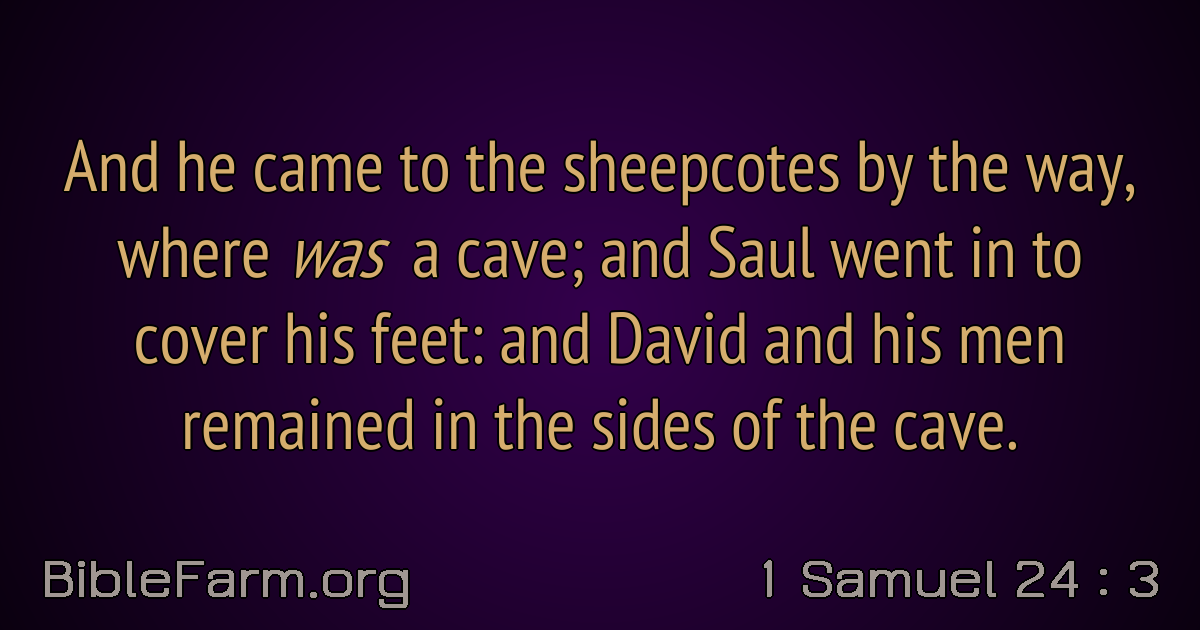 And he came to the sheepcotes by the way,
where was a cave; and Saul went in to
cover his feet: and David and his men
remained in the sides of the cave.
BibleFarm.org
1 Samuel 24 : 3